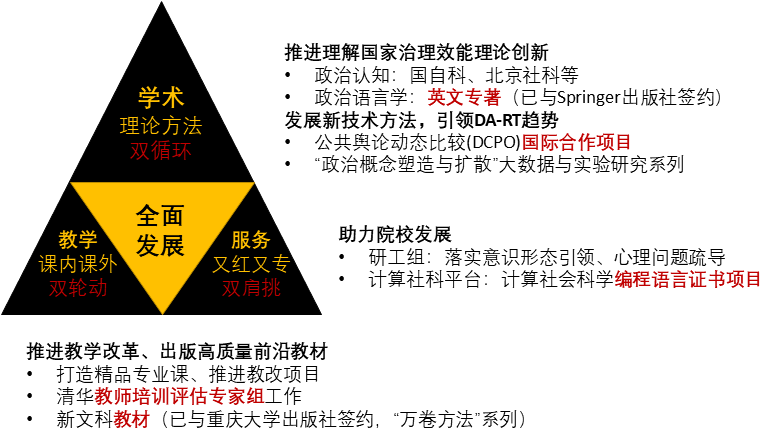 学术
理论方法
双循环
全面
发展
教学
课内课外
双轮动
服务
又红又专
双肩挑
推进理解国家治理效能理论创新
• 政治认知：国自科、北京社科等
• 政治语言学：英文专著（已与Springer出版社签约）
发展新技术方法，引领DA-RT趋势
• 公共舆论动态比较(DCPO)国际合作项目
• “政治概念塑造与扩散”大数据与实验研究系列
助力院校发展
• 研工组：落实意识形态引领、心理问题疏导
• 计算社科平台：计算社会科学编程语言证书项目
推进教学改革、出版高质量前沿教材
• 打造精品专业课、推进教改项目
• 清华教师培训评估专家组工作
• 新文科教材（已与重庆大学出版社签约，“万卷方法”系列）